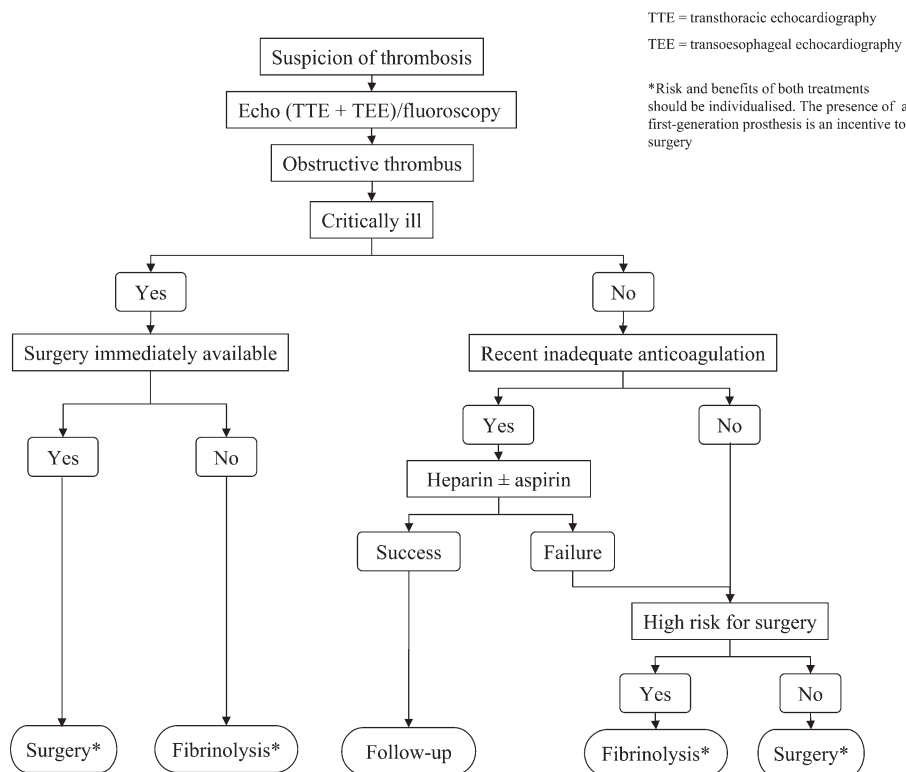 TTE = transthoracic echocardiography
TEE = transoesophageal echocardiography
*Risk and benefits of both treatments
should be individualised. The presence of a
first-generation prosthesis is an incentive to
surgery
Suspicion of thrombosis
Echo (TTE + TEE)/fluoroscopy
Obstructive thrombus
Critically ill
Yes
No
Surgery immediately available
Recent inadequate anticoagulation
Yes
No
Yes
No
Heparin ± aspirin
Success
Failure
High risk for surgery
Yes
No
Surgery*
Fibrinolysis*
Follow-up
Fibrinolysis*
Surgery*